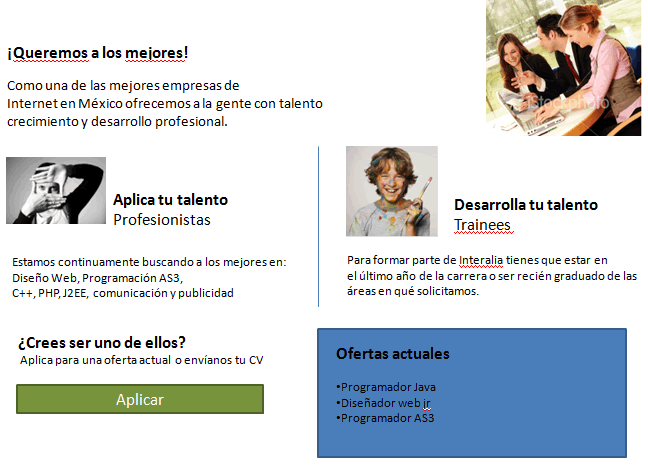 ¡Queremos a los mejores!
Como una de las mejores empresas de
Internet en México ofrecemos a la gente con talento
crecimiento y desarrollo profesional.
iStockphoto
Aplica tu talento
Profesionistas
Estamos continuamente buscando a los mejores en:
Diseño Web, Programación AS3,
C++, PHP, J2EE, comunicación y publicidad
Desarrolla tu talento
Trainees
Para formar parte de Interalia tienes que estar en
el último año de la carrera o ser recién graduado de las
áreas en qué solicitamos.
¿Crees ser uno de ellos?
Aplica para una oferta actual o envíanos tu CV
Aplicar
Ofertas actuales
•Programador Java
•Diseñador web jr
•Programador AS3